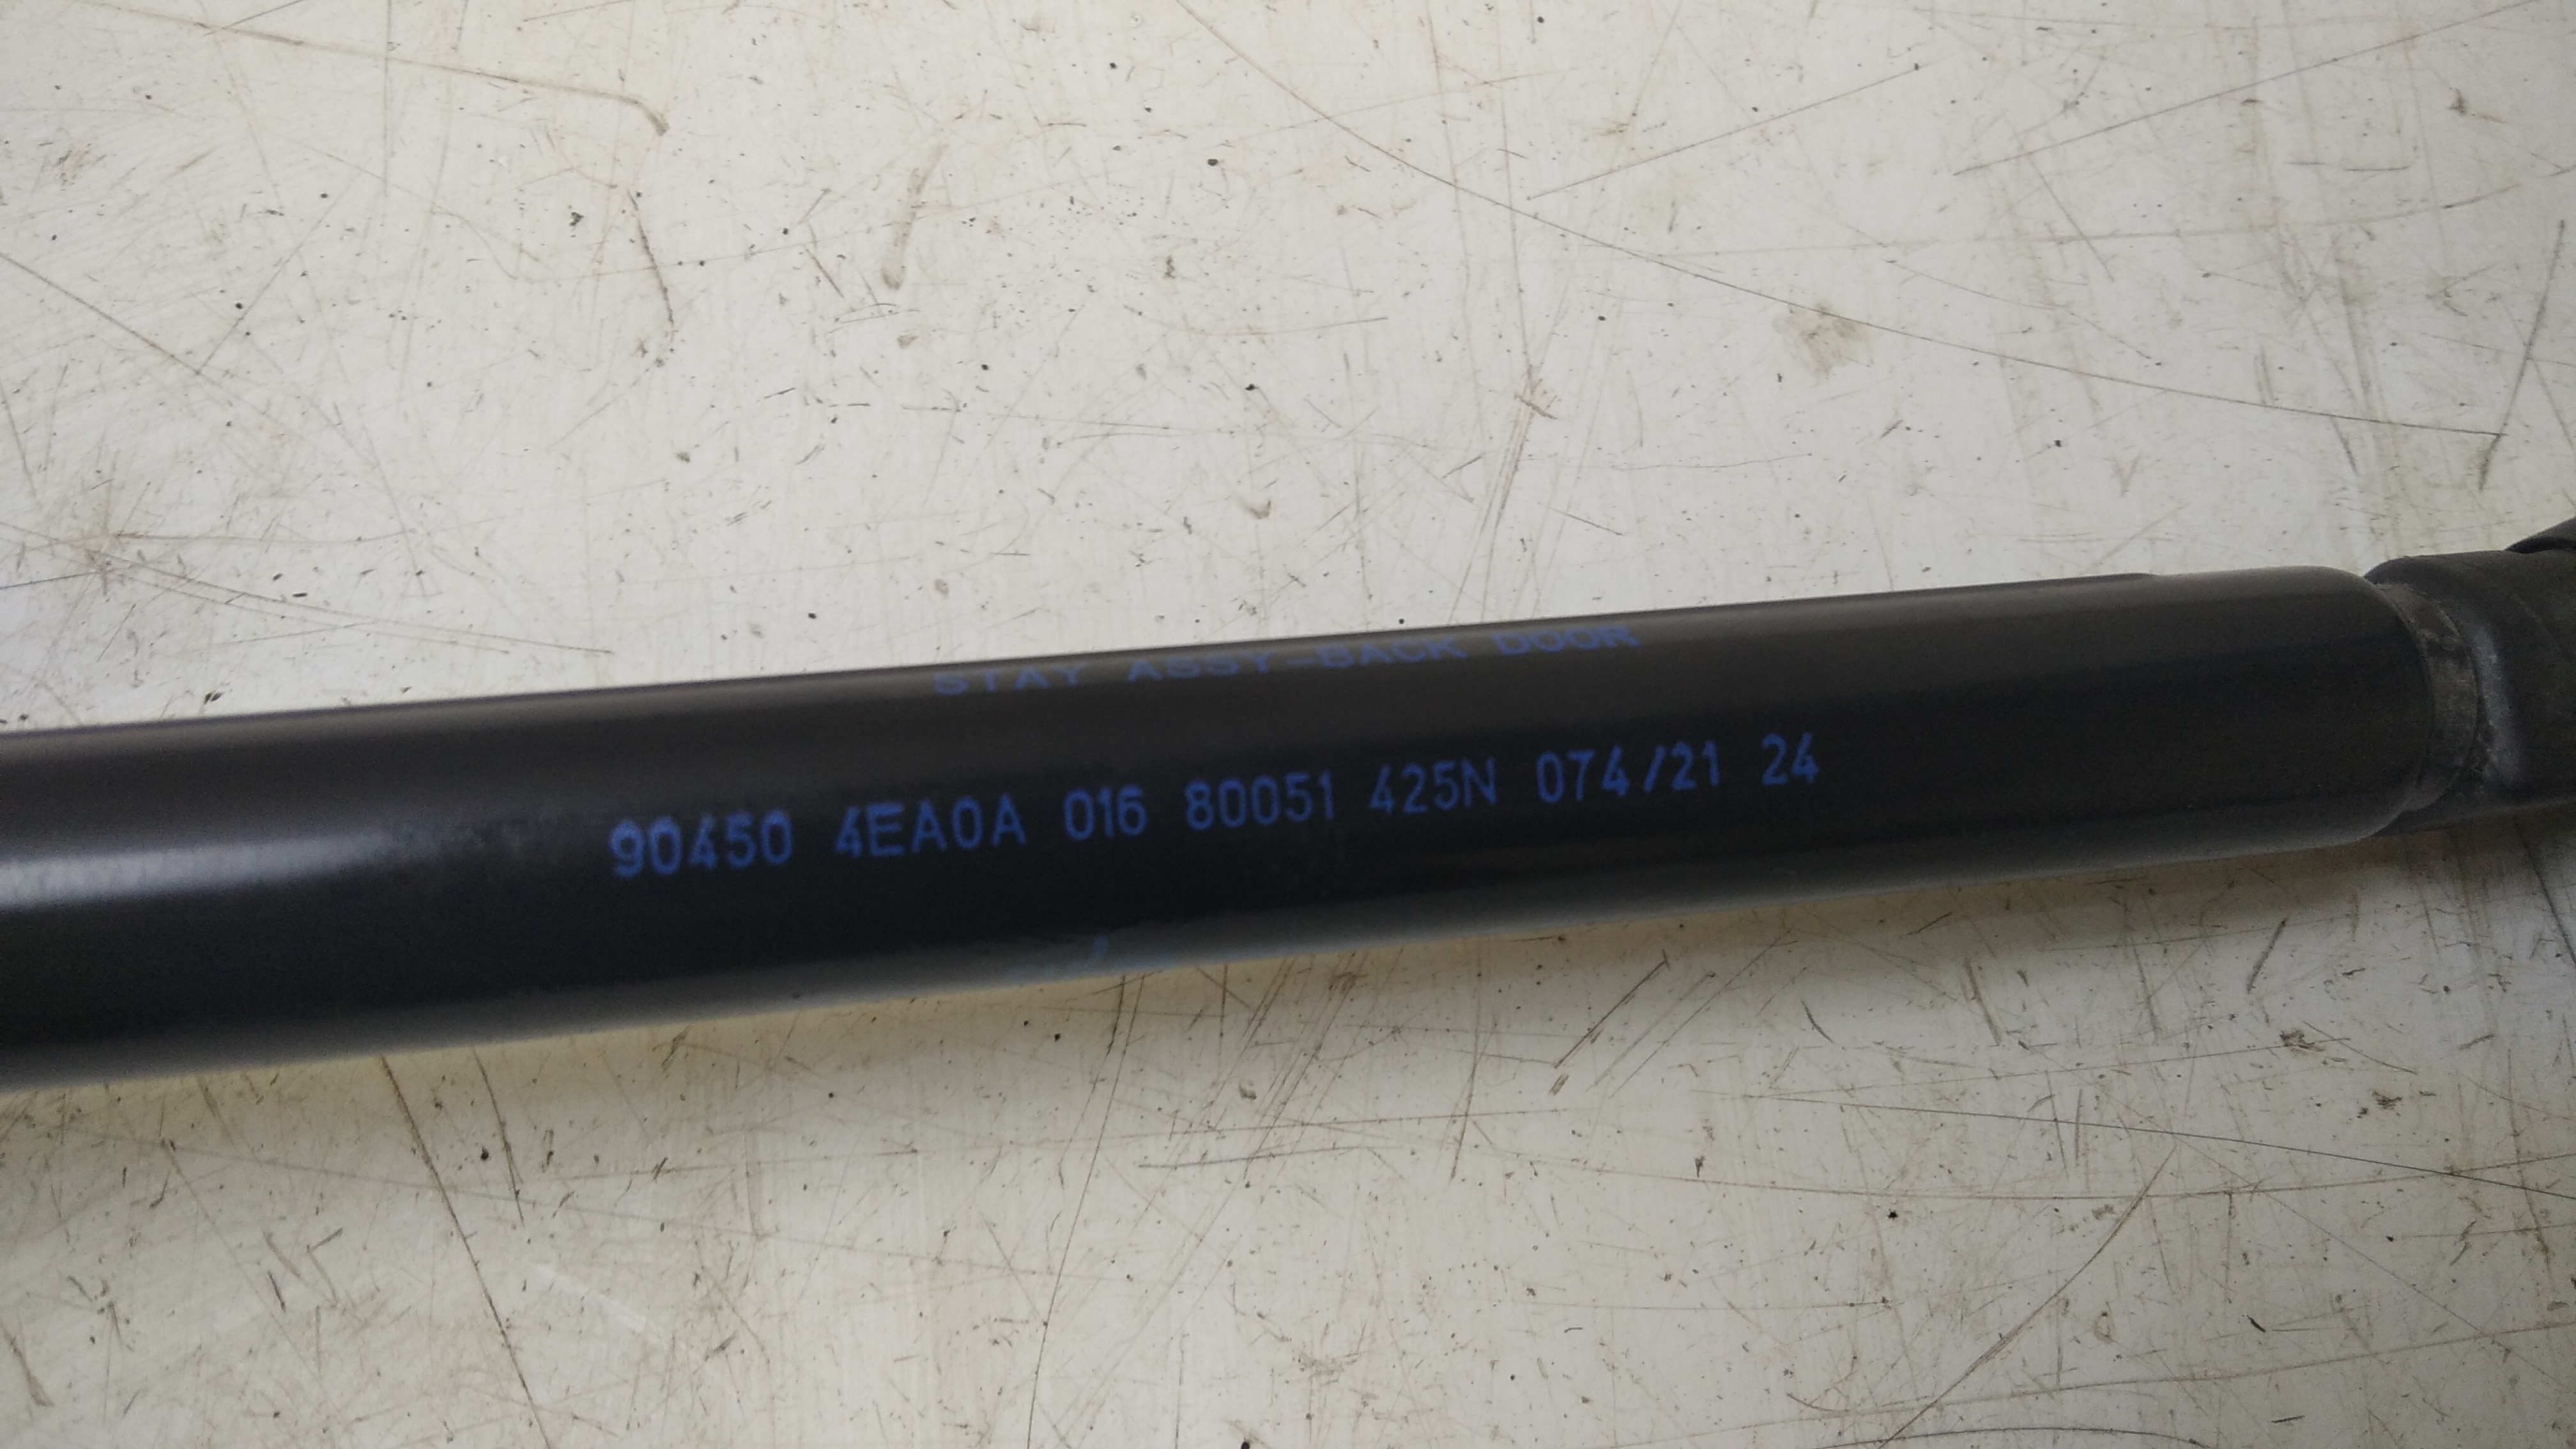 STAY ASSY-BACK DOOR
90450 4EA0A 016 80051 425N 074/21 24